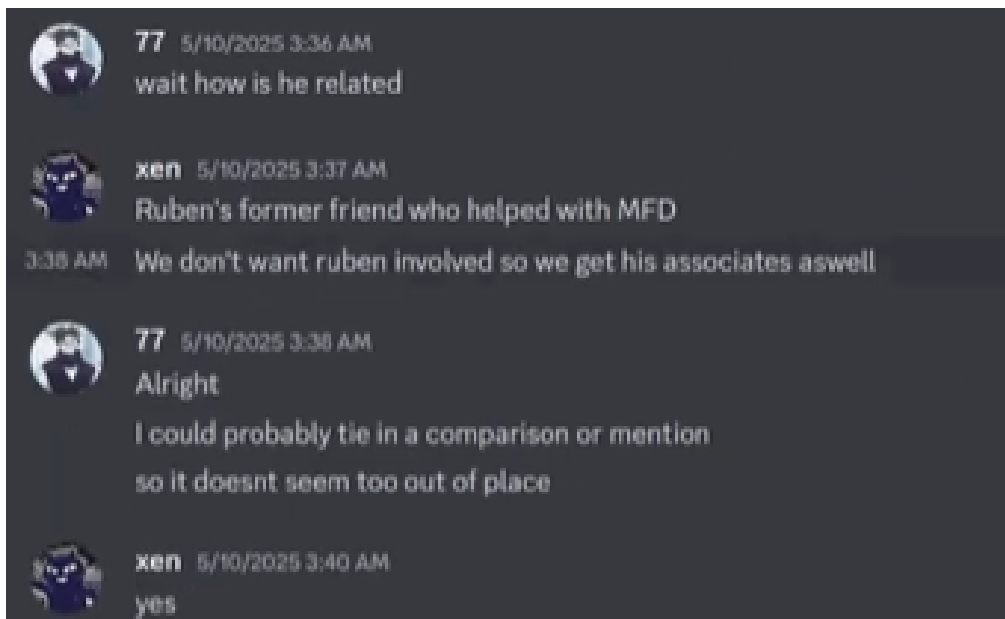 77 5/10/2025 3:36 AM
wait how is he related
xen 5/10/2025 3:37 AM
Ruben's former friend who helped with MFD
3:38 AM We don't want ruben involved so we get his associates aswell
77 5/10/2025 3:38 AM
Alright
I could probably tie in a comparison or mention
so it doesnt seem too out of place
xen 5/10/2025 3:40 AM
yes